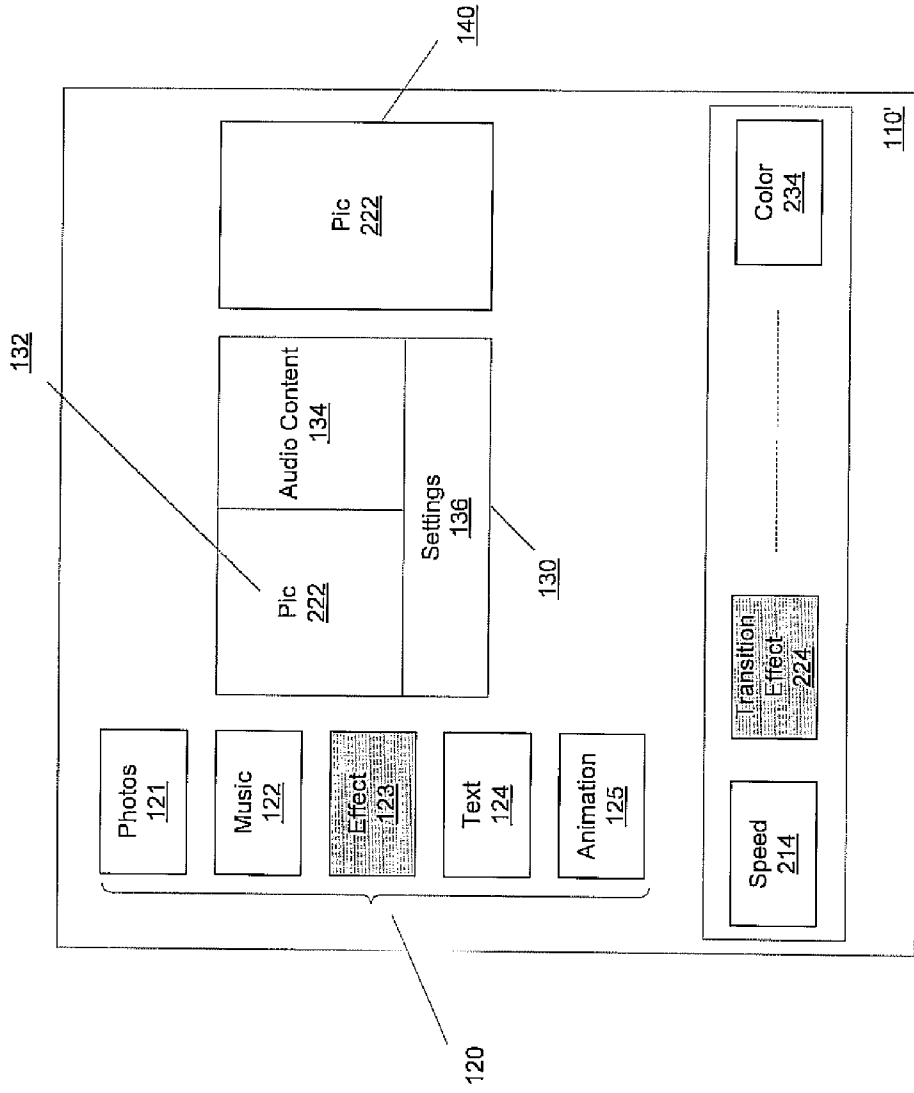 120
Photos
121
Music
122
Effect
123
Text
124
Animation
125
132
Pic
222
Audio Content
134
Settings
136
130
Pic
222
140
Speed
214
Transition
Effect
224
Color
234
110'